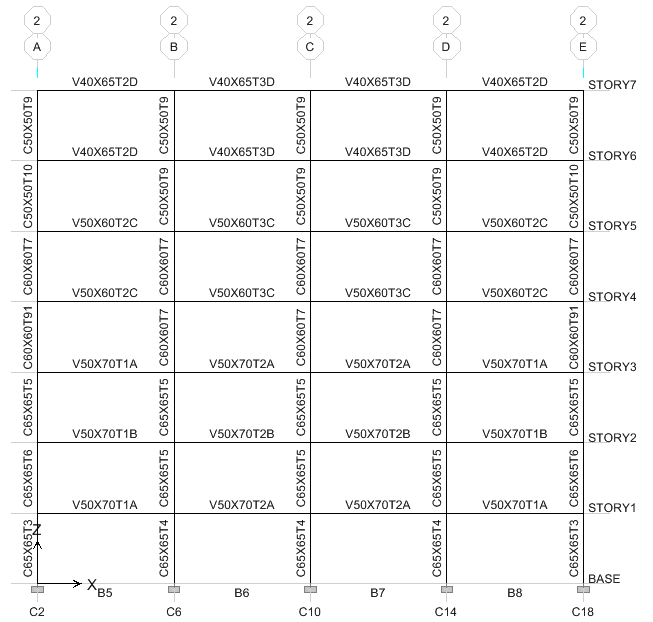 2 2 2 2 2
A B C D E
V40X65T2D V40X65T3D V40X65T3D V40X65T2D
STORY7
C50X50T9 C50X50T9 C50X50T9 C50X50T9 C50X50T9
V40X65T2D V40X65T3D V40X65T3D V40X65T2D
STORY6
C50X50T10 C50X50T9 C50X50T9 C50X50T9 C50X50T10
V50X60T2C V50X60T3C V50X60T3C V50X60T2C
STORY5
C60X60T7 C60X60T7 C60X60T7 C60X60T7 C60X60T7
V50X60T2C V50X60T3C V50X60T3C V50X60T2C
STORY4
C60X60T91 C60X60T7 C60X60T7 C60X60T7 C60X60T91
V50X70T1A V50X70T2A V50X70T2A V50X70T1A
STORY3
C65X65T5 C65X65T5 C65X65T5 C65X65T5 C65X65T5
V50X70T1B V50X70T2B V50X70T2B V50X70T1B
STORY2
C65X65T6 C65X65T5 C65X65T5 C65X65T5 C65X65T6
V50X70T1A V50X70T2A V50X70T2A V50X70T1A
STORY1
C65X65T3 C65X65T4 C65X65T4 C65X65T4 C65X65T3
Z
X
BASE
B5 B6 B7 B8
C2 C6 C10 C14 C18